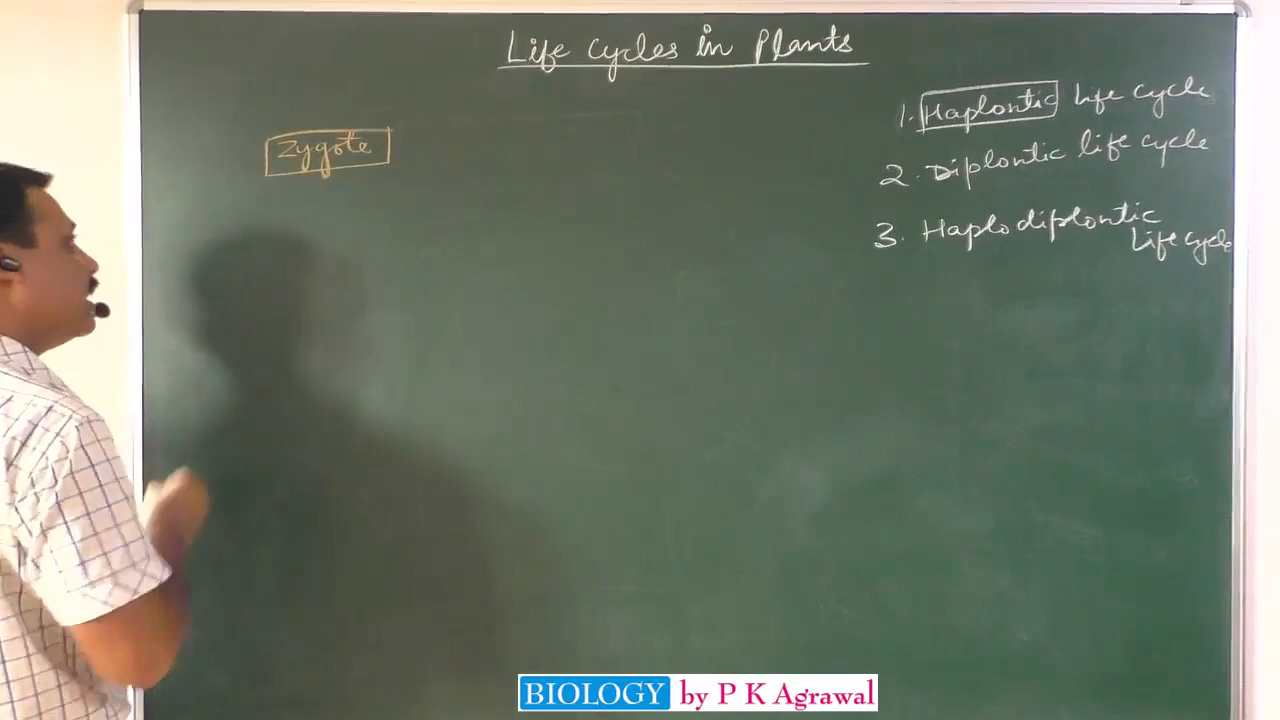 Life Cycles in Plants
1. Haplontic Life cycle
2. Diplontic life cycle
3. Haplodiplontic
Life cycle
Zygote
BIOLOGY by P K Agrawal